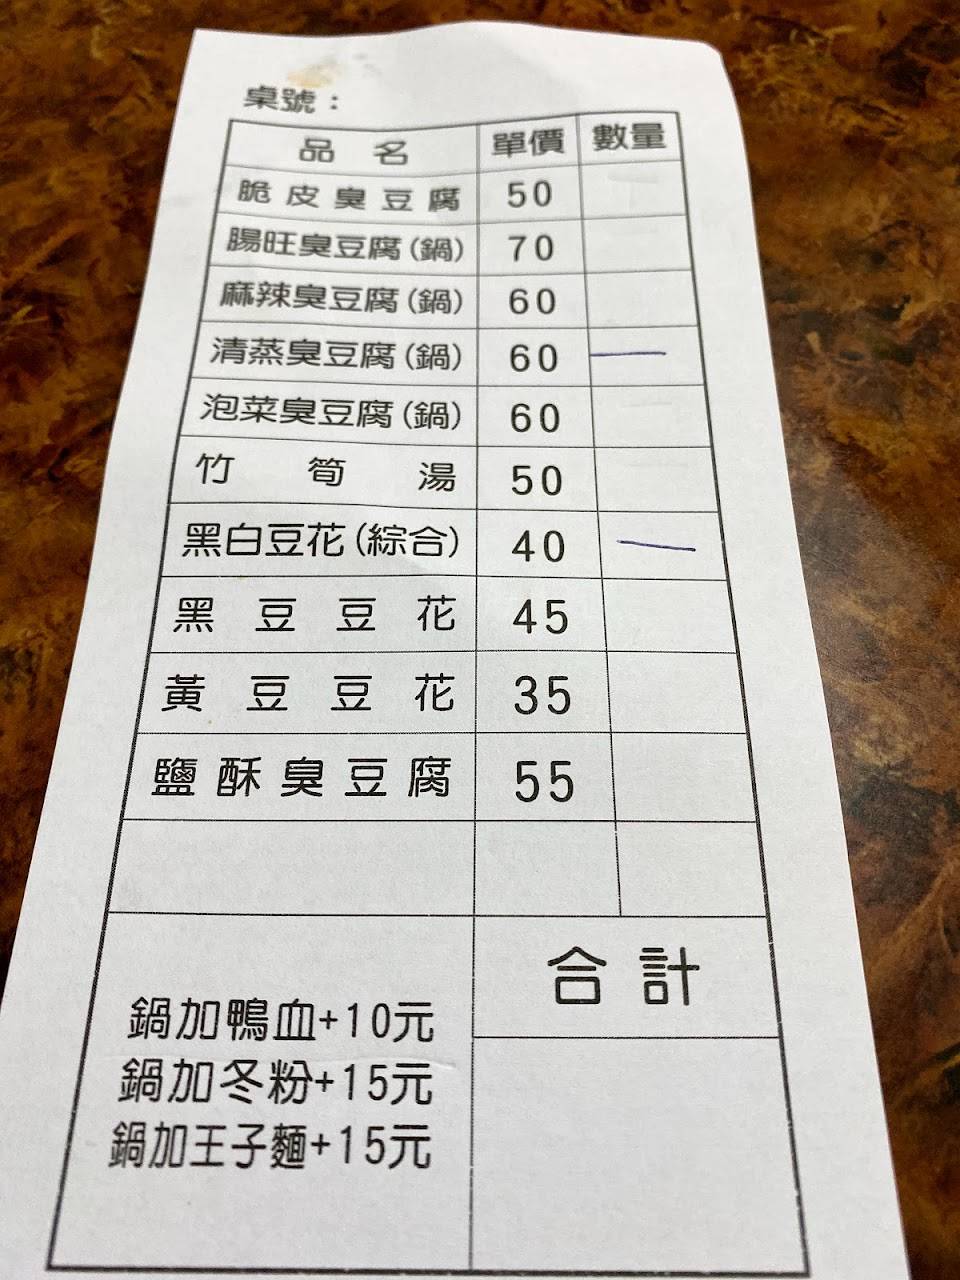 桌號：
品名 單價 數量
脆皮臭豆腐 50
腸旺臭豆腐(鍋) 70
麻辣臭豆腐(鍋) 60
清蒸臭豆腐(鍋) 60 一
泡菜臭豆腐(鍋) 60
竹筍湯 50
黑白豆花(綜合) 40 一
黑豆豆花 45
黃豆豆花 35
鹽酥臭豆腐 55
合計
鍋加鴨血+10元
鍋加冬粉+15元
鍋加王子麵+15元